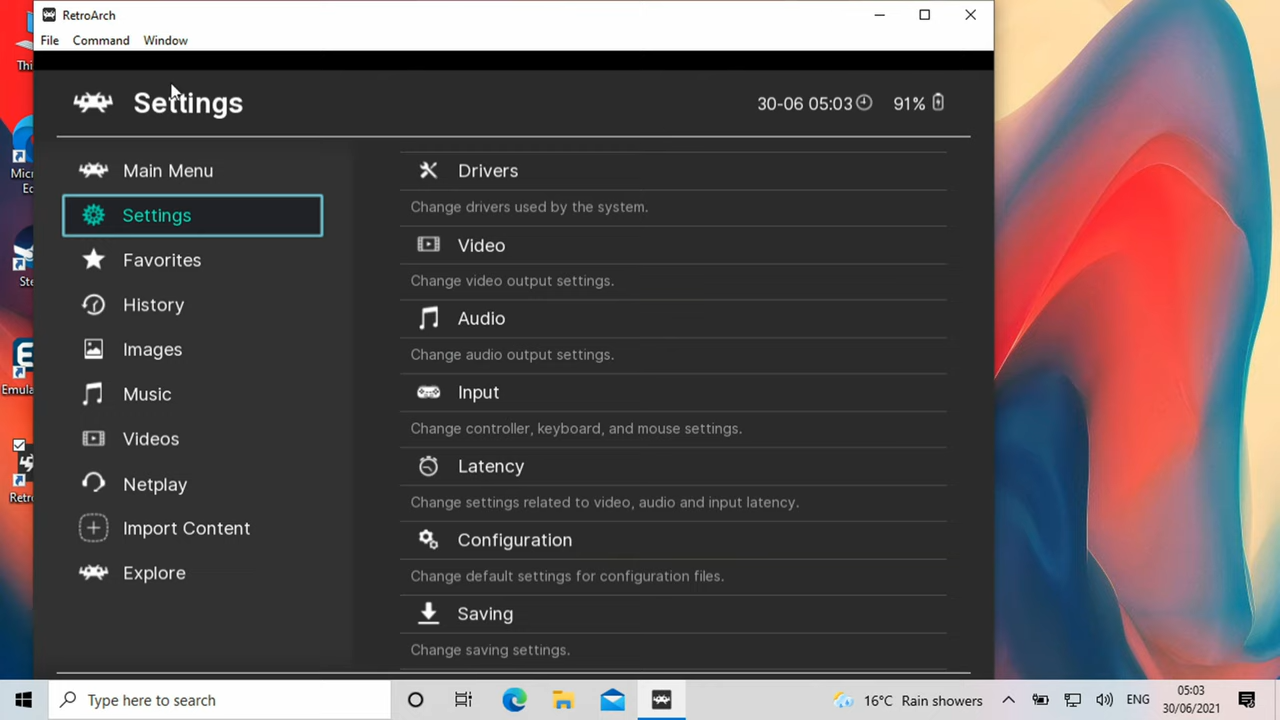 RetroArch
File Command Window
Settings
30-06 05:03 91%
Main Menu
Settings
Favorites
History
Images
Music
Videos
Netplay
Import Content
Explore
Drivers
Change drivers used by the system.
Video
Change video output settings.
Audio
Change audio output settings.
Input
Change controller, keyboard, and mouse settings.
Latency
Change settings related to video, audio and input latency.
Configuration
Change default settings for configuration files.
Saving
Change saving settings.
Type here to search
16°C Rain showers
ENG
05:03
30/06/2021